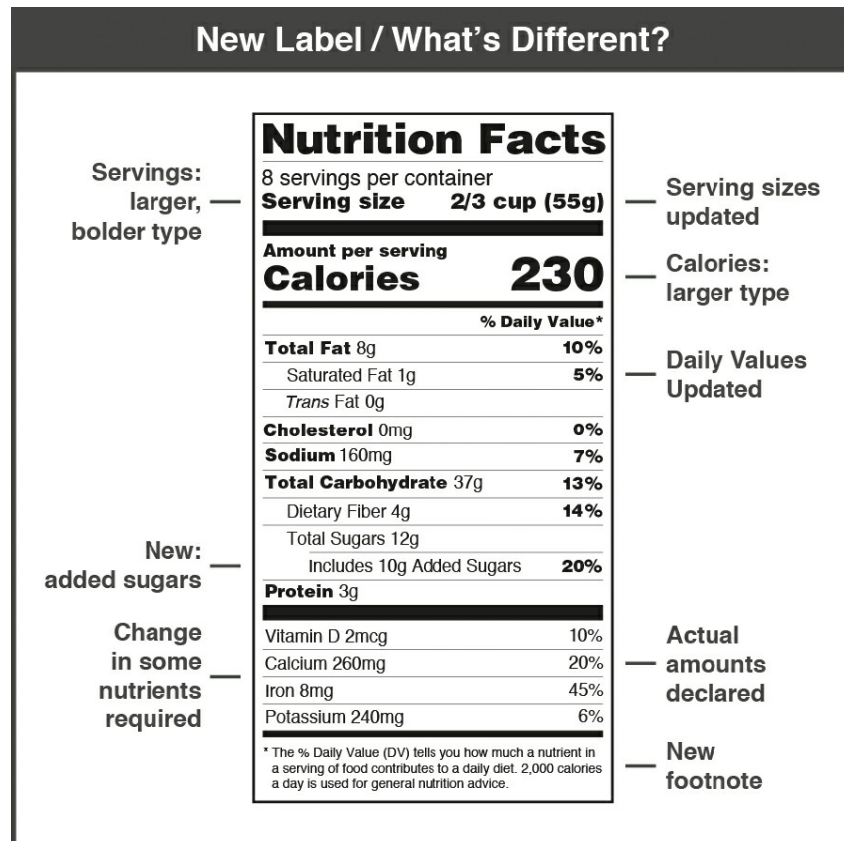 New Label / What's Different?
Servings:
larger,
bolder type
Nutrition Facts
8 servings per container
Serving size 2/3 cup (55g)
Serving sizes
updated
Amount per serving
Calories 230
Calories:
larger type
% Daily Value*
Total Fat 8g 10%
Saturated Fat 1g 5%
Daily Values
Updated
Trans Fat 0g
Cholesterol 0mg 0%
Sodium 160mg 7%
Total Carbohydrate 37g 13%
Dietary Fiber 4g 14%
Total Sugars 12g
New:
added sugars
Includes 10g Added Sugars 20%
Protein 3g
Change
in some
nutrients
required
Vitamin D 2mcg 10%
Calcium 260mg 20%
Iron 8mg 45%
Potassium 240mg 6%
Actual
amounts
declared
* The % Daily Value (DV) tells you how much a nutrient in
a serving of food contributes to a daily diet. 2,000 calories
a day is used for general nutrition advice.
New
footnote